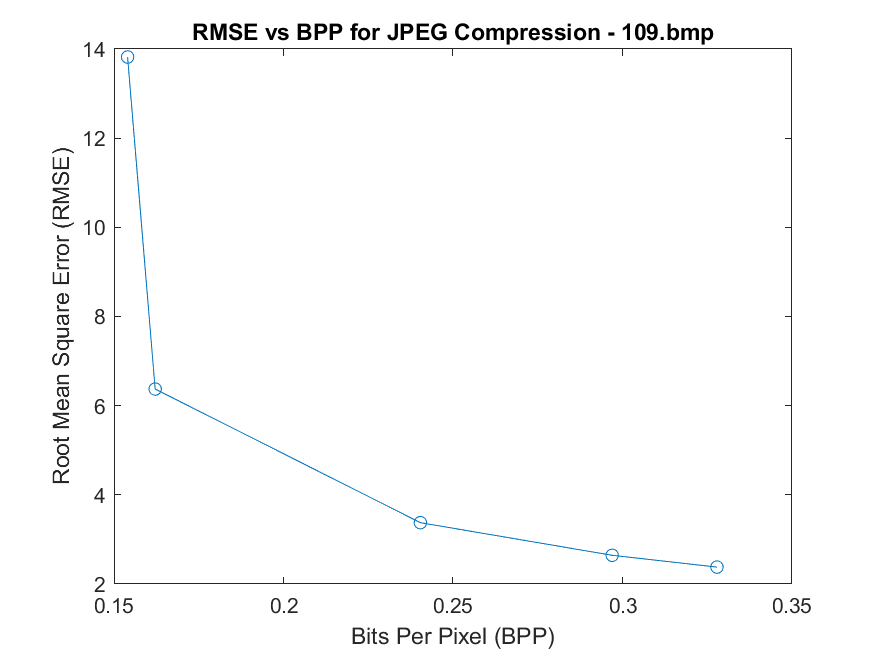 RMSE vs BPP for JPEG Compression - 109.bmp
Root Mean Square Error (RMSE)
14
12
10
8
6
4
2
0.15 0.2 0.25 0.3 0.35
Bits Per Pixel (BPP)